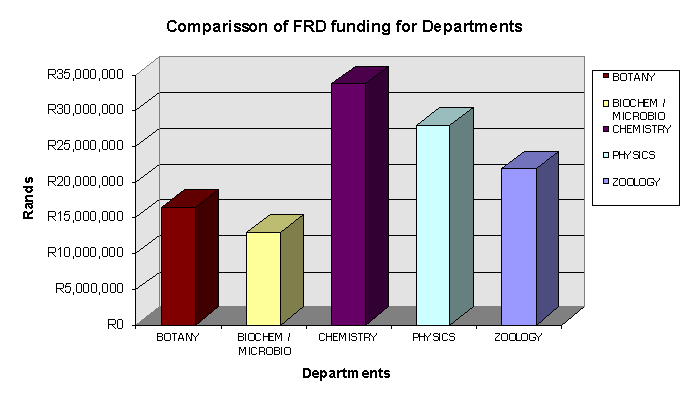 Comparisson of FRD funding for Departments
R35,000,000
R30,000,000
R25,000,000
R20,000,000
R15,000,000
R10,000,000
R5,000,000
R0
Rands
BOTANY
BIOCHEM /
MICROBIO
CHEMISTRY
PHYSICS
ZOOLOGY
Departments
BOTANY
BIOCHEM /
MICROBIO
CHEMISTRY
PHYSICS
ZOOLOGY